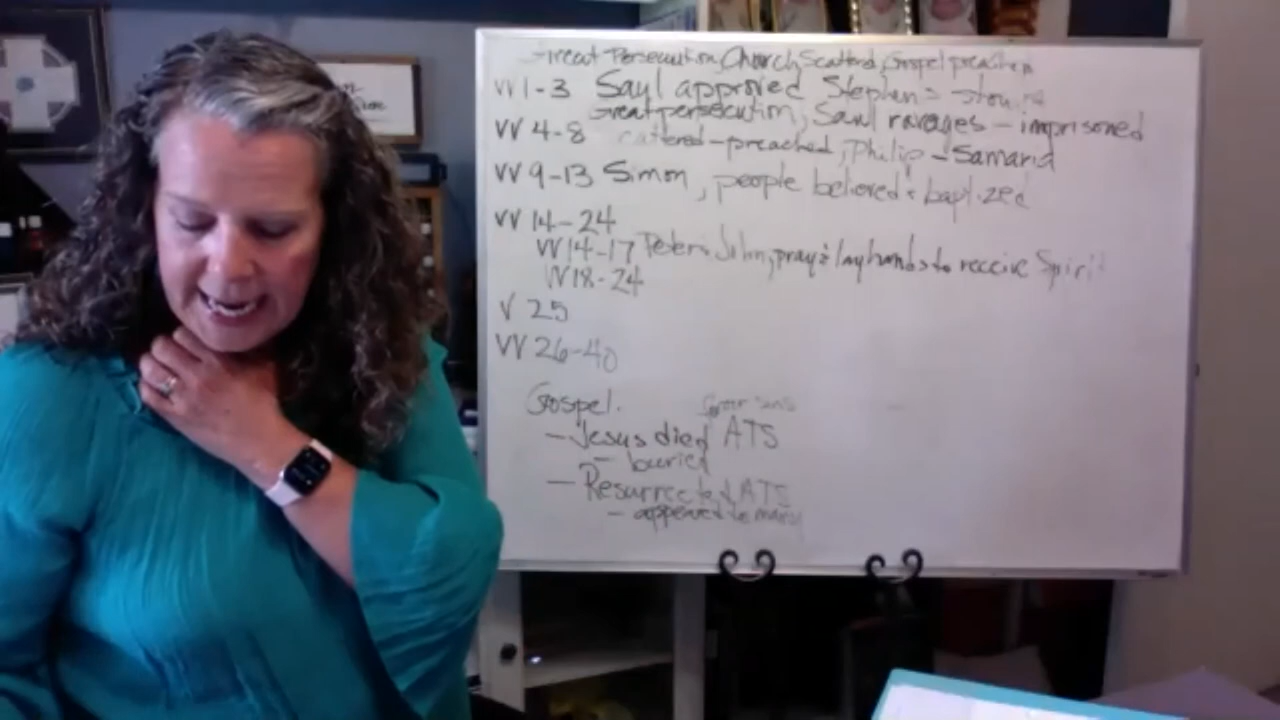 Great Persecution, Church Scattered, Gospel preached
VV 1-3 Saul approved Stephen's stoning
Great persecution, Saul ravages - imprisoned
VV 4-8 scattered - preached, Philip - Samaria
VV 9-13 Simon, people believed & baptized
VV 14-24
VV 14-17 Peter & John, pray & lay hands to receive Spirit
VV 18-24
V 25
VV 26-40
Gospel.
for our sins
- Jesus died ATS
- buried
- Resurrected ATS
- appeared to many